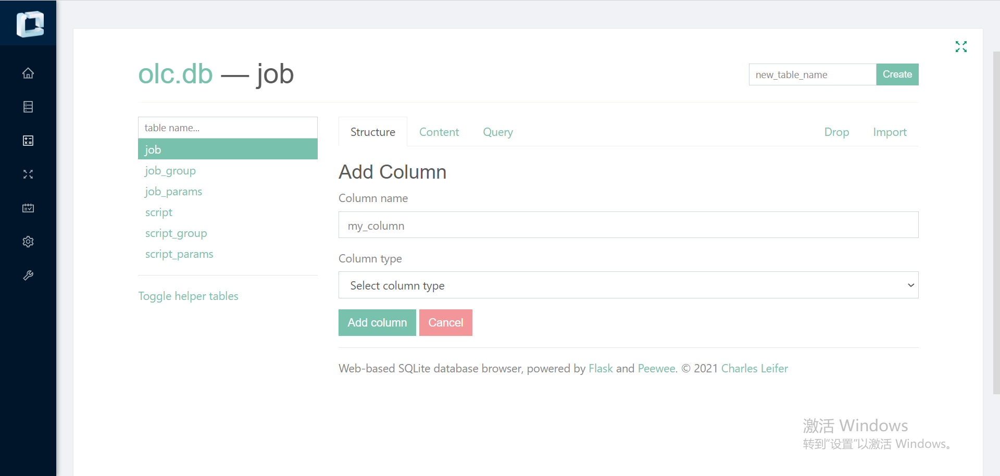 olc.db — job
new_table_name
Create
table name...
job
job_group
job_params
script
script_group
script_params
Toggle helper tables
Structure
Content
Query
Drop
Import
Add Column
Column name
my_column
Column type
Select column type
Add column
Cancel
Web-based SQLite database browser, powered by Flask and Peewee. © 2021 Charles Leifer
激活 Windows
转到“设置”以激活 Windows。